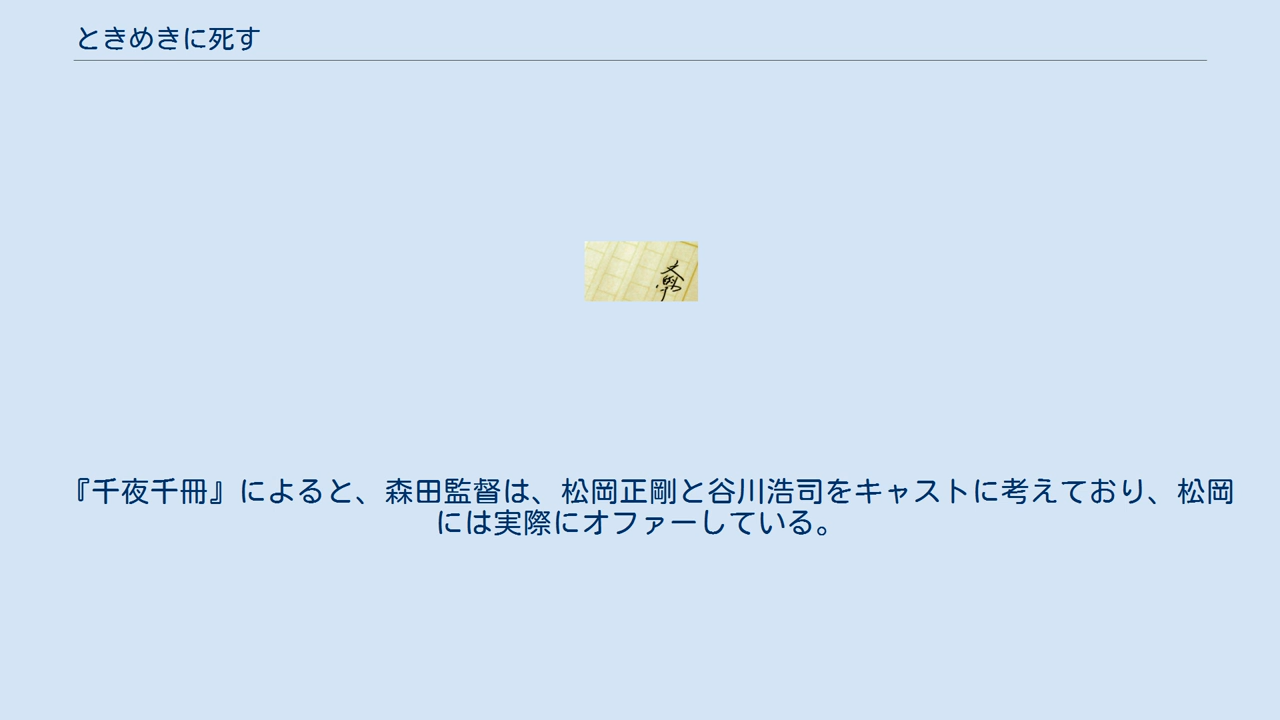 ときめきに死す
『千夜千冊』によると、森田監督は、松岡正剛と谷川浩司をキャストに考えており、松岡
には実際にオファーしている。